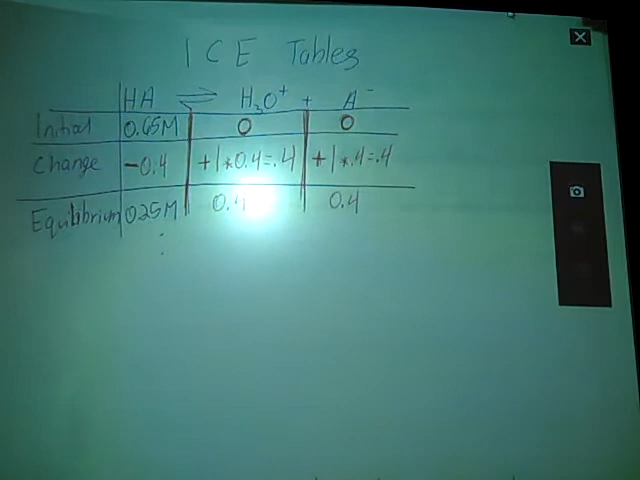 ICE Tables
HA ⇌ H₃O⁺ + A⁻
Initial 0.65M 0 0
Change -0.4 +1*0.4=.4 +1*.4=.4
Equilibrium 0.25M 0.4 0.4